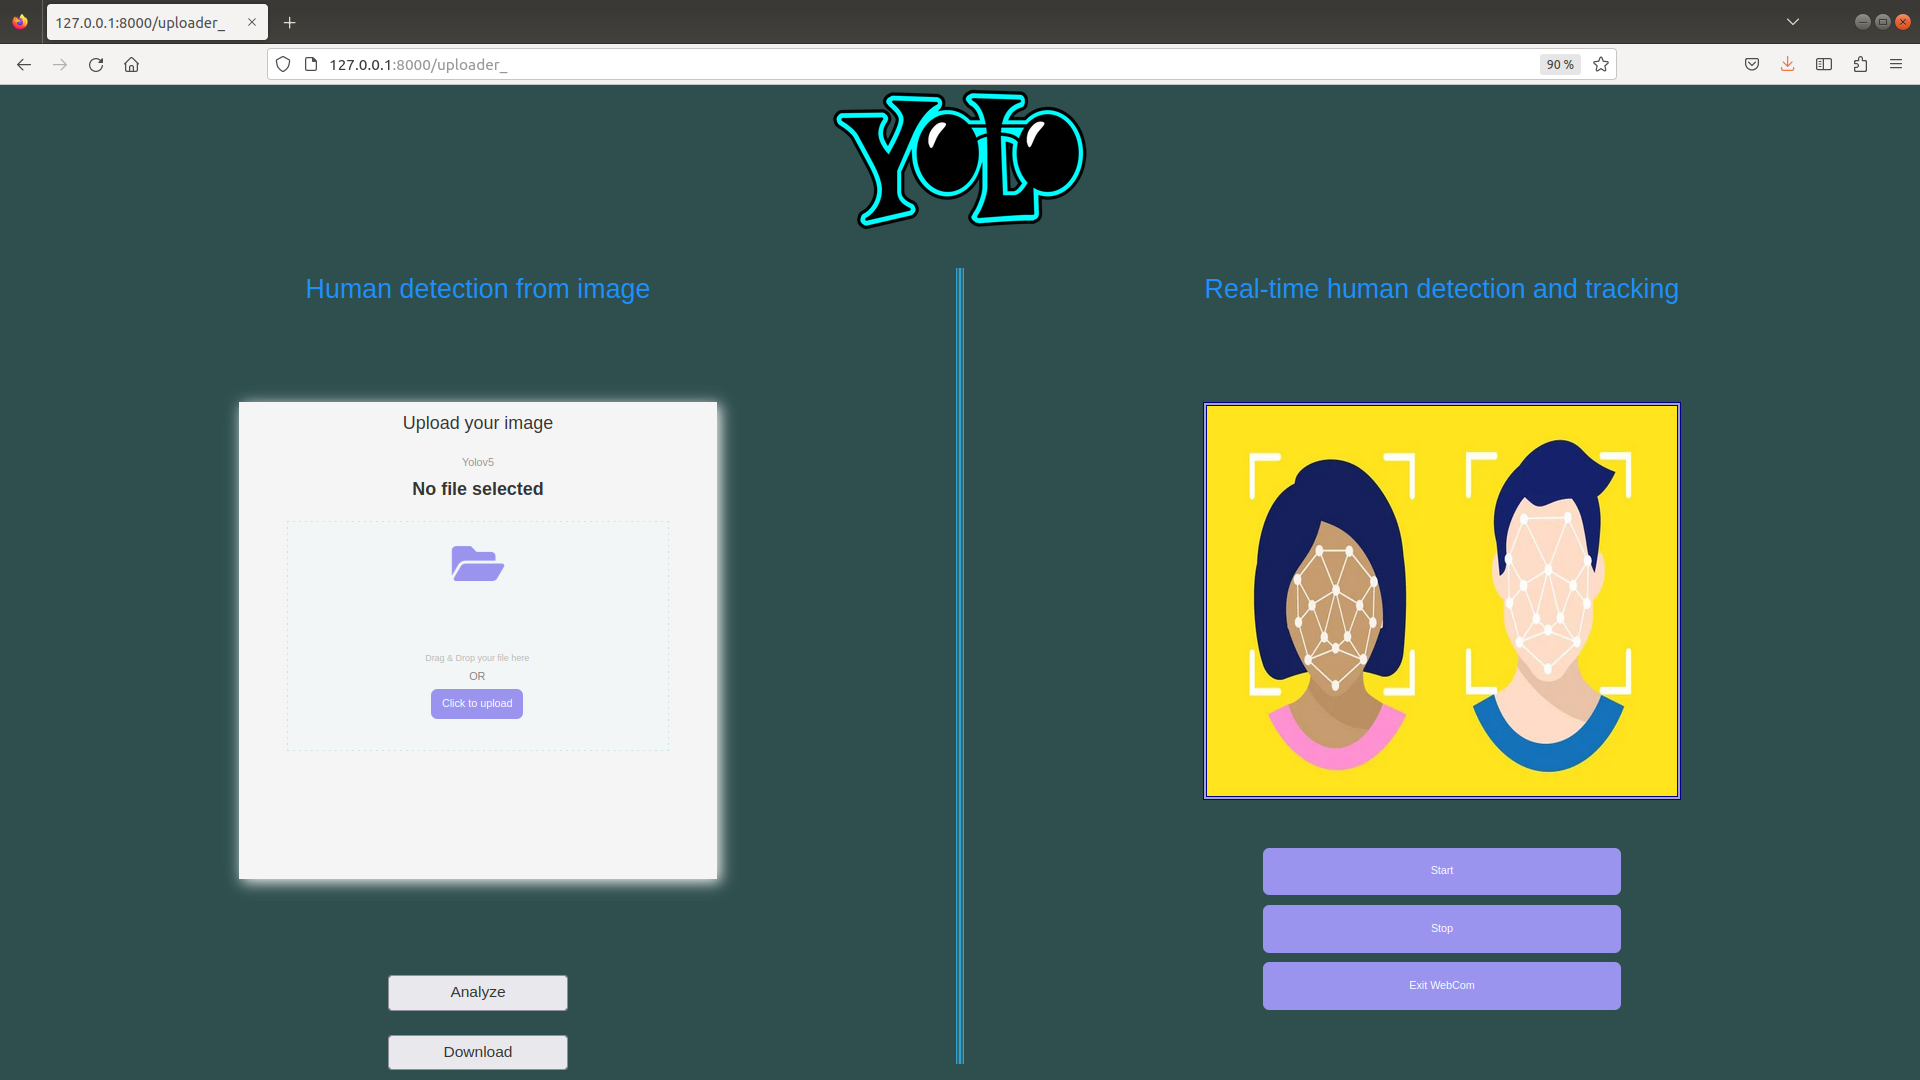 127.0.0.1:8000/uploader_
127.0.0.1:8000/uploader_
90 %
YOLO
Human detection from image
Real-time human detection and tracking
Upload your image
Yolov5
No file selected
Drag & Drop your file here
OR
Click to upload
Analyze
Download
Start
Stop
Exit WebCom